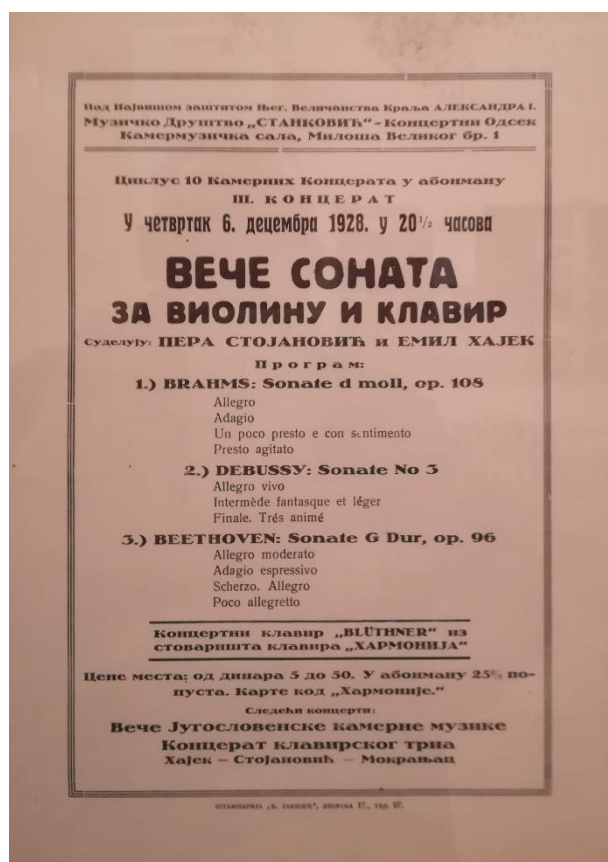 Под Највишом заштитом Њег. Величанства Краља АЛЕКСАНДРА I.
Музичко Друштво „СТАНКОВИЋ“ - Концертни Одсек
Камермузичка сала, Милоша Великог бр. 1
Циклус 10 Камерних Концерата у абонману
III. КОНЦЕРАТ
У четвртак 6. децембра 1928. у 20 1/2 часова
ВЕЧЕ СОНАТА
ЗА ВИОЛИНУ И КЛАВИР
Суделују: ПЕРА СТОЈАНОВИЋ и ЕМИЛ ХАЈЕК
Програм:
1.) BRAHMS: Sonate d moll, op. 108
Allegro
Adagio
Un poco presto e con sentimento
Presto agitato
2.) DEBUSSY: Sonate No 3
Allegro vivo
Intermède fantasque et léger
Finale. Trés animé
3.) BEETHOVEN: Sonate G Dur, op. 96
Allegro moderato
Adagio espressivo
Scherzo. Allegro
Poco allegretto
Концертни клавир „BLÜTHNER“ из
стоваришта клавира „ХАРМОНИЈА“
Цене места: од динара 5 до 50. У абонману 25% по-
пуста. Карте код „Хармоније.“
Следећи концерти:
Вече Југословенске камерне музике
Концерат клавирског триа
Хајек — Стојановић — Мокрањац
ШТАМПАРИЈА